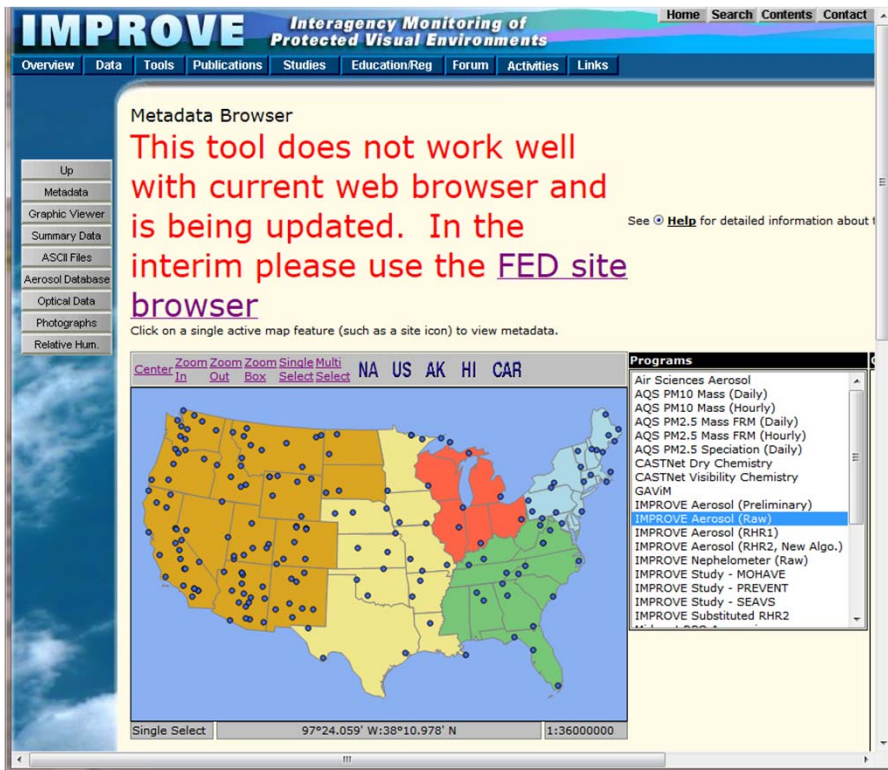 Home Search Contents Contact
IMPROVE
Interagency Monitoring of
Protected Visual Environments
Overview Data Tools Publications Studies Education/Reg Forum Activities Links
Metadata Browser
This tool does not work well
with current web browser and
is being updated. In the
interim please use the FED site
browser
See Help for detailed information about
Click on a single active map feature (such as a site icon) to view metadata.
Up
Metadata
Graphic Viewer
Summary Data
ASCII Files
Aerosol Database
Optical Data
Photographs
Relative Hum.
Center Zoom In Zoom Out Zoom Box Single Select Multi Select NA US AK HI CAR
Programs
Air Sciences Aerosol
AQS PM10 Mass (Daily)
AQS PM10 Mass (Hourly)
AQS PM2.5 Mass FRM (Daily)
AQS PM2.5 Mass FRM (Hourly)
AQS PM2.5 Speciation (Daily)
CASTNet Dry Chemistry
CASTNet Visibility Chemistry
GAViM
IMPROVE Aerosol (Preliminary)
IMPROVE Aerosol (Raw)
IMPROVE Aerosol (RHR1)
IMPROVE Aerosol (RHR2, New Algo.)
IMPROVE Nephelometer (Raw)
IMPROVE Study - MOHAVE
IMPROVE Study - PREVENT
IMPROVE Study - SEAVS
IMPROVE Substituted RHR2
Single Select
97°24.059' W:38°10.978' N
1:36000000